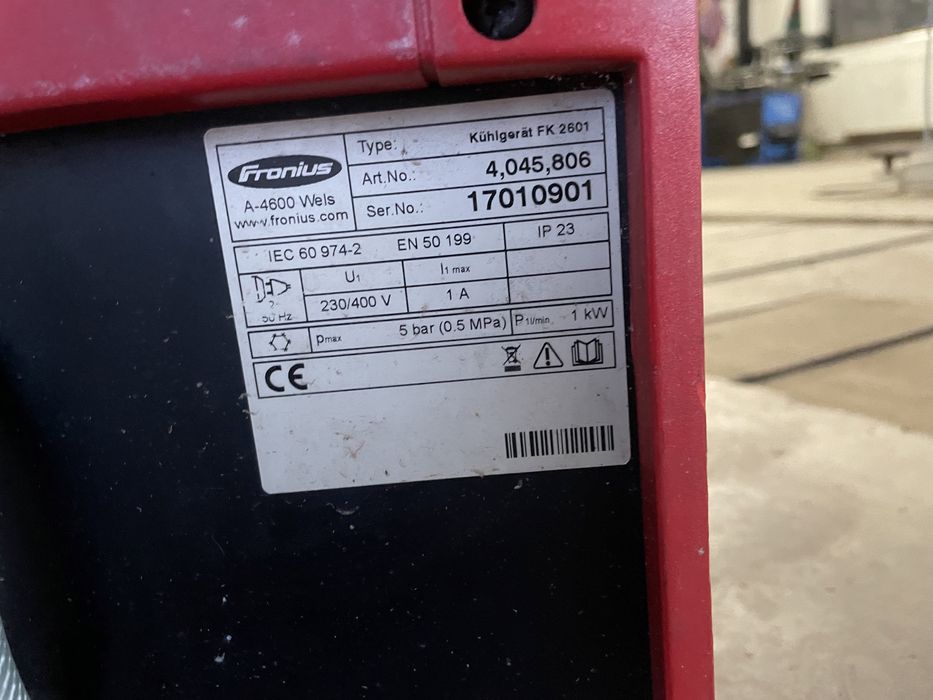 Fronius
A-4600 Wels
www.fronius.com
Type: Kühlgerät FK 2601
Art.No.: 4,045,806
Ser.No.: 17010901
IEC 60 974-2 EN 50 199 IP 23
U1 I1 max
50 Hz 230/400 V 1 A
pmax 5 bar (0.5 MPa) P1l/min 1 kW
CE